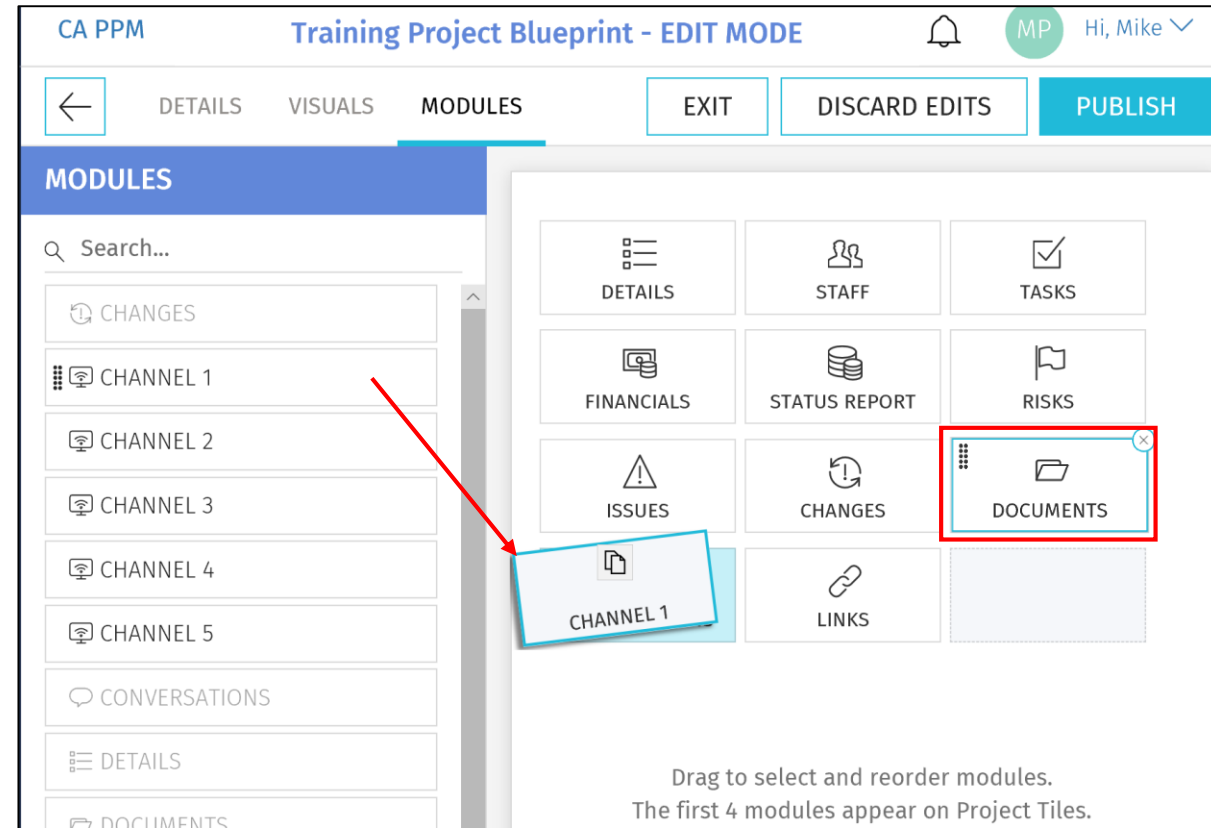 CA PPM
Training Project Blueprint - EDIT MODE
MP
Hi, Mike
DETAILS
VISUALS
MODULES
EXIT
DISCARD EDITS
PUBLISH
MODULES
Search...
CHANGES
CHANNEL 1
CHANNEL 2
CHANNEL 3
CHANNEL 4
CHANNEL 5
CONVERSATIONS
DETAILS
DOCUMENTS
DETAILS
STAFF
TASKS
FINANCIALS
STATUS REPORT
RISKS
ISSUES
CHANGES
DOCUMENTS
CHANNEL 1
LINKS
Drag to select and reorder modules.
The first 4 modules appear on Project Tiles.